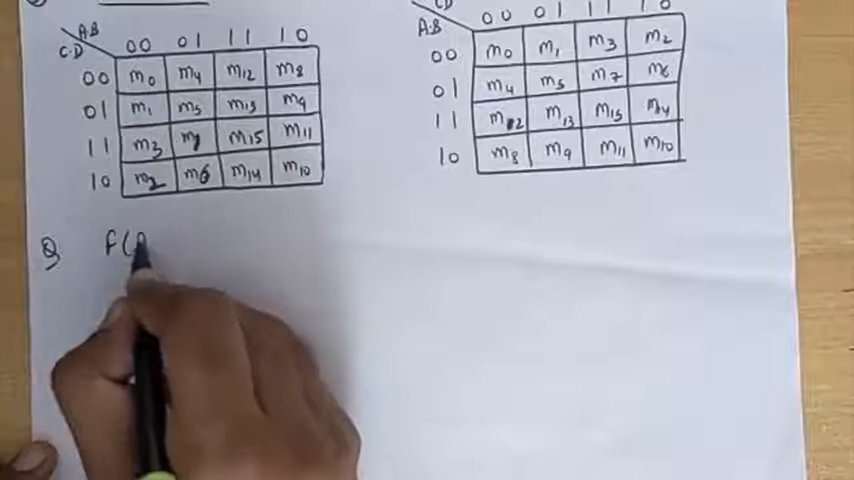 AB
CD 00 01 11 10
00 m0 m4 m12 m8
01 m1 m5 m13 m9
11 m3 m7 m15 m11
10 m2 m6 m14 m10
CD
AB 00 01 11 10
00 m0 m1 m3 m2
01 m4 m5 m7 m6
11 m12 m13 m15 m14
10 m8 m9 m11 m10
Q f(